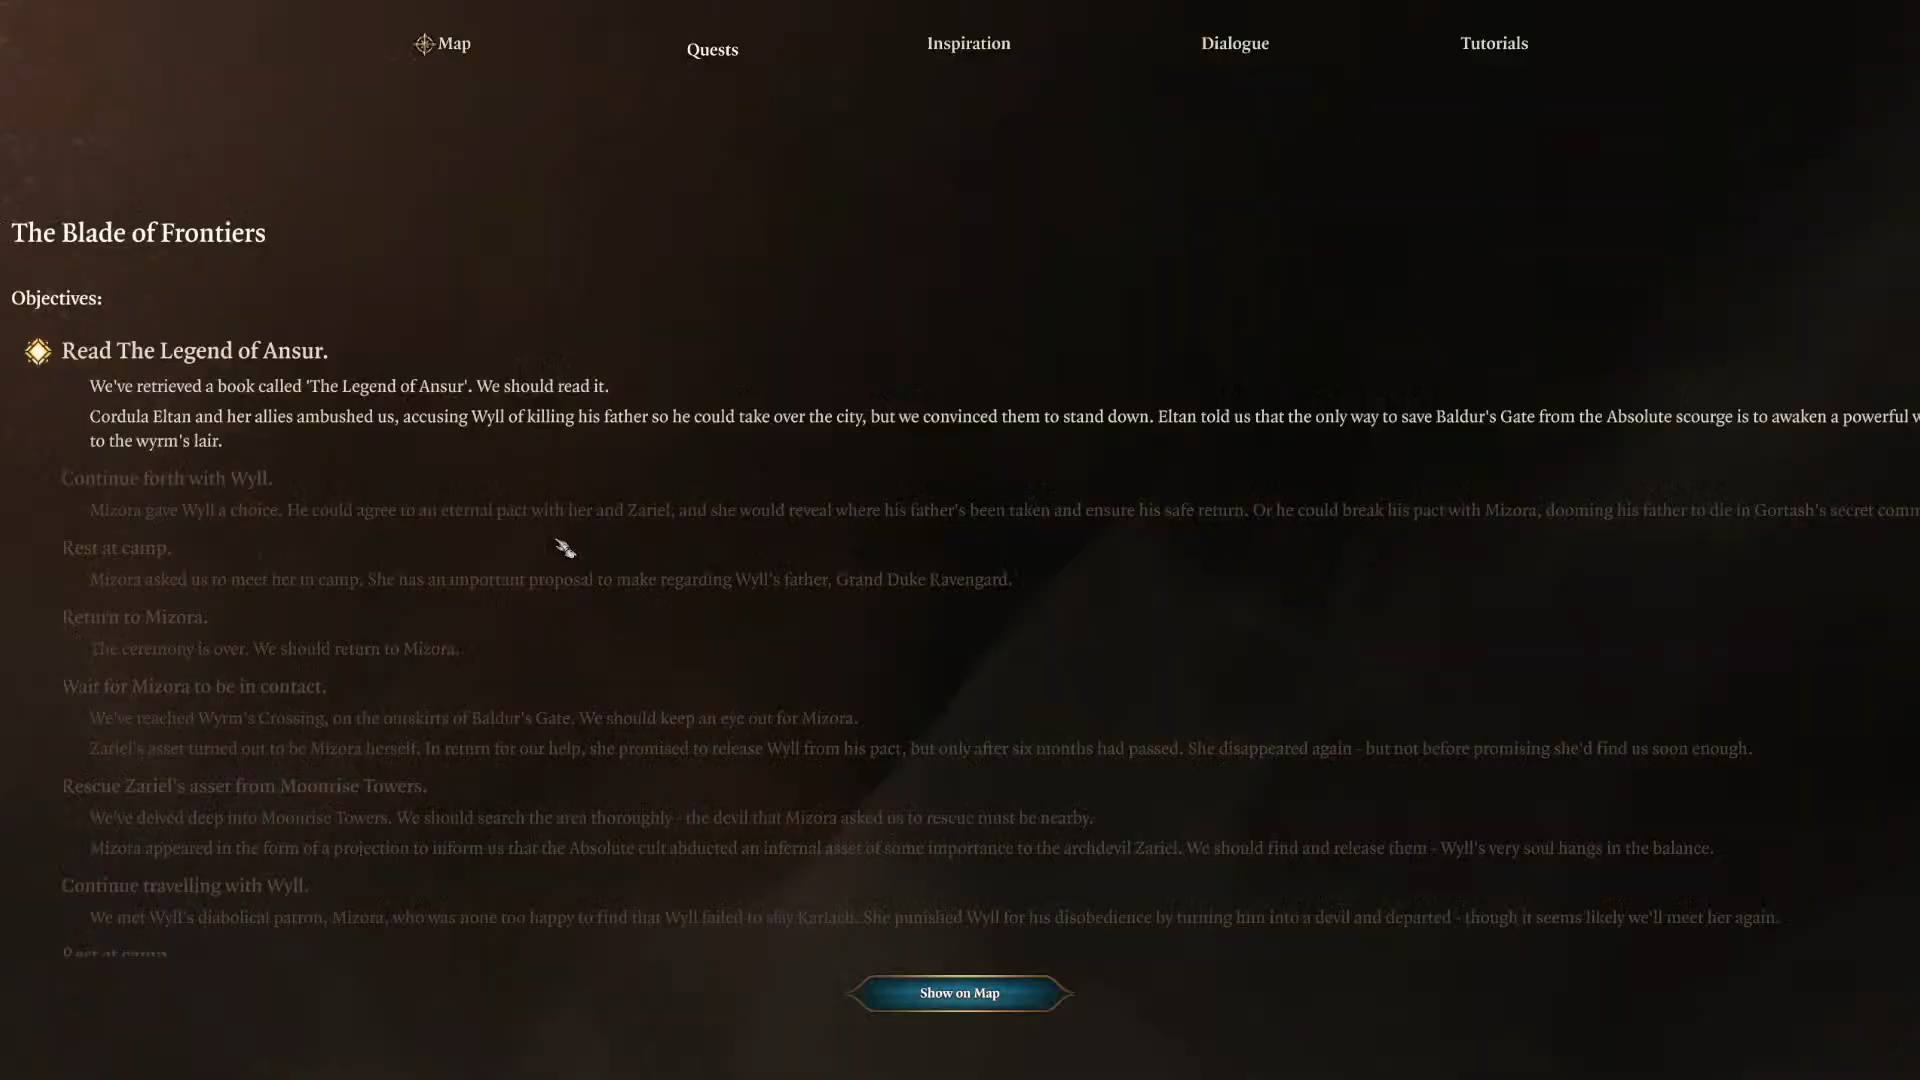 Map
Quests
Inspiration
Dialogue
Tutorials
The Blade of Frontiers
Objectives:
Read The Legend of Ansur.
We've retrieved a book called 'The Legend of Ansur'. We should read it.
Cordula Eltan and her allies ambushed us, accusing Wyll of killing his father so he could take over the city, but we convinced them to stand down. Eltan told us that the only way to save Baldur's Gate from the Absolute scourge is to awaken a powerful
to the wyrm's lair.
Continue forth with Wyll.
Mizora gave Wyll a choice. He could agree to an eternal pact with her and Zariel, and she would reveal where his father's been taken and ensure his safe return. Or he could break his pact with Mizora, dooming his father to die in Gortash's secret
Rest at camp.
Mizora asked us to meet her in camp. She has an important proposal to make regarding Wyll's father, Grand Duke Ravengard.
Return to Mizora.
The ceremony is over. We should return to Mizora.
Wait for Mizora to be in contact.
We've reached Wyrm's Crossing, on the outskirts of Baldur's Gate. We should keep an eye out for Mizora.
Zariel's asset turned out to be Mizora herself. In return for our help, she promised to release Wyll from his pact, but only after six months had passed. She disappeared again - but not before promising she'd find us soon enough.
Rescue Zariel's asset from Moonrise Towers.
We've delved deep into Moonrise Towers. We should search the area thoroughly - the devil that Mizora asked us to rescue must be nearby.
Mizora appeared in the form of a projection to inform us that the Absolute cult abducted an infernal asset of some importance to the archdevil Zariel. We should find and release them - Wyll's very soul hangs in the balance.
Continue travelling with Wyll.
We met Wyll's diabolical patron, Mizora, who was none too happy to find that Wyll failed to slay Karlach. She punished Wyll for his disobedience by turning him into a devil and departed - though it seems likely we'll meet her again.
Rest at camp
Show on Map